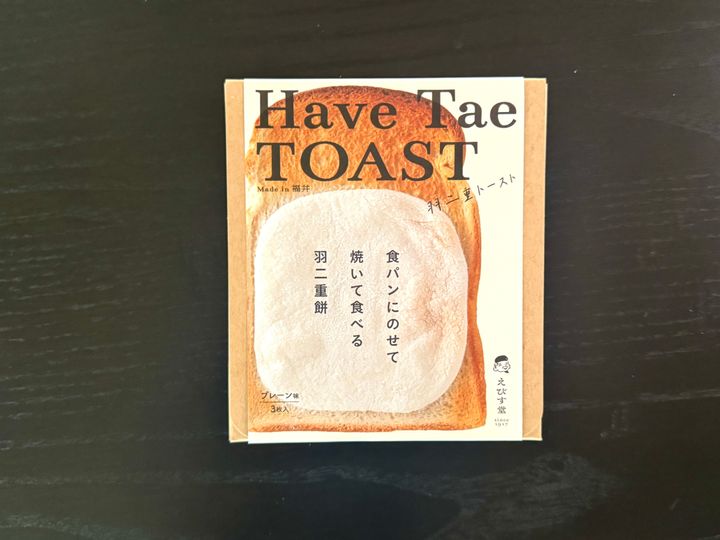 Have Tae
TOAST
Made in 福井
羽二重トースト
食パンにのせて
焼いて食べる
羽二重餅
プレーン味
3枚入
えびす堂
since
1917